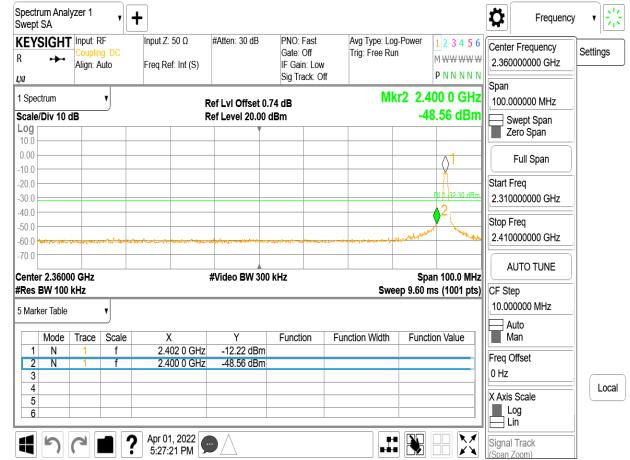 Spectrum Analyzer 1
Swept SA
+
Frequency
KEYSIGHT
R
Input: RF
Coupling: DC
Align: Auto
Input Z: 50 Ω
Freq Ref: Int (S)
#Atten: 30 dB
PNO: Fast
Gate: Off
IF Gain: Low
Sig Track: Off
Avg Type: Log-Power
Trig: Free Run
1 2 3 4 5 6
M W W W W W
P N N N N N
LXI
1 Spectrum
Scale/Div 10 dB
Ref Lvl Offset 0.74 dB
Ref Level 20.00 dBm
Mkr2 2.400 0 GHz
-48.56 dBm
Log
10.0
0.00
-10.0
-20.0
-30.0
-40.0
-50.0
-60.0
-70.0
1
2
Center 2.36000 GHz
#Res BW 100 kHz
#Video BW 300 kHz
Span 100.0 MHz
Sweep 9.60 ms (1001 pts)
5 Marker Table
Mode Trace Scale X Y Function Function Width Function Value
1 N 1 f 2.402 0 GHz -12.22 dBm
2 N 1 f 2.400 0 GHz -48.56 dBm
3
4
5
6
?
Apr 01, 2022
5:27:21 PM
Center Frequency
2.360000000 GHz
Span
100.000000 MHz
Swept Span
Zero Span
Full Span
Start Freq
2.310000000 GHz
Stop Freq
2.410000000 GHz
AUTO TUNE
CF Step
10.000000 MHz
Auto
Man
Freq Offset
0 Hz
X Axis Scale
Log
Lin
Signal Track
(Span Zoom)
Settings
Local